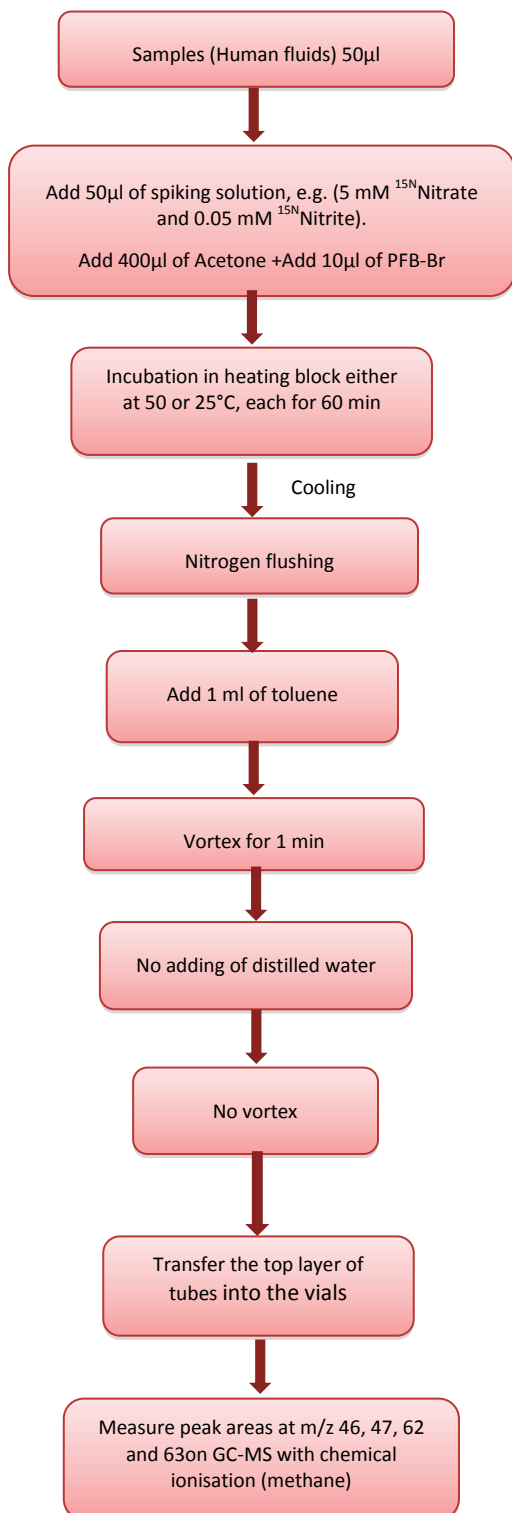 Samples (Human fluids) 50µl
Add 50µl of spiking solution, e.g. (5 mM 15NNitrate
and 0.05 mM 15NNitrite).
Add 400µl of Acetone +Add 10µl of PFB-Br
Incubation in heating block either
at 50 or 25°C, each for 60 min
Cooling
Nitrogen flushing
Add 1 ml of toluene
Vortex for 1 min
No adding of distilled water
No vortex
Transfer the top layer of
tubes into the vials
Measure peak areas at m/z 46, 47, 62
and 63on GC-MS with chemical
ionisation (methane)